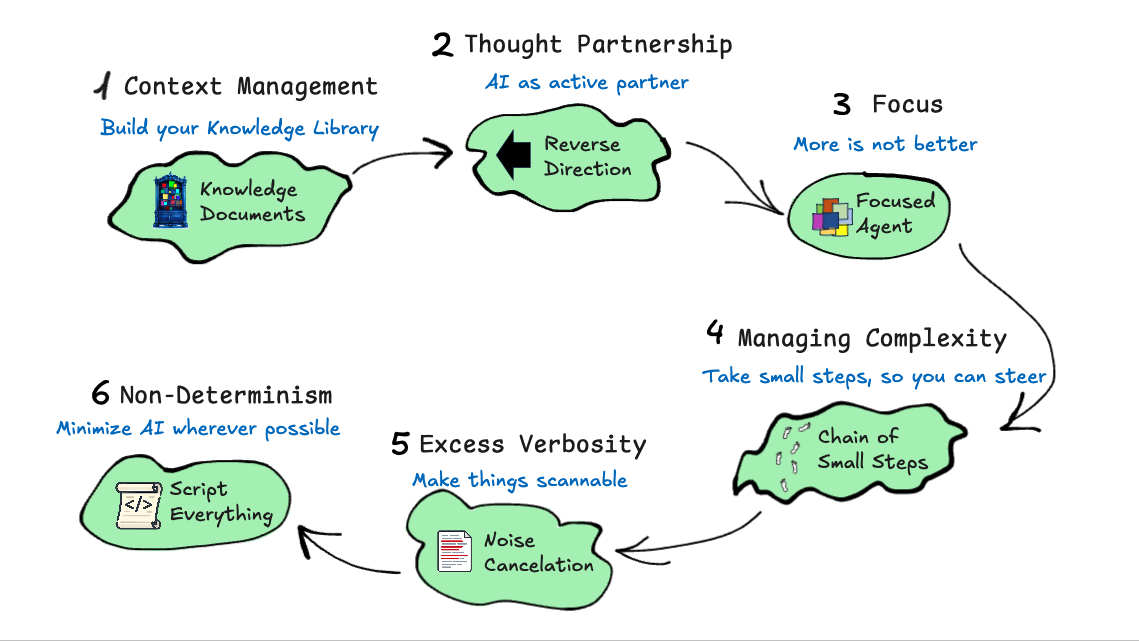 1 Context Management
Build your Knowledge Library
Knowledge
Documents
2 Thought Partnership
AI as active partner
Reverse
Direction
3 Focus
More is not better
Focused
Agent
4 Managing Complexity
Take small steps, so you can steer
Chain of
Small Steps
5 Excess Verbosity
Make things scannable
Noise
Cancelation
6 Non-Determinism
Minimize AI wherever possible
</>
Script
Everything